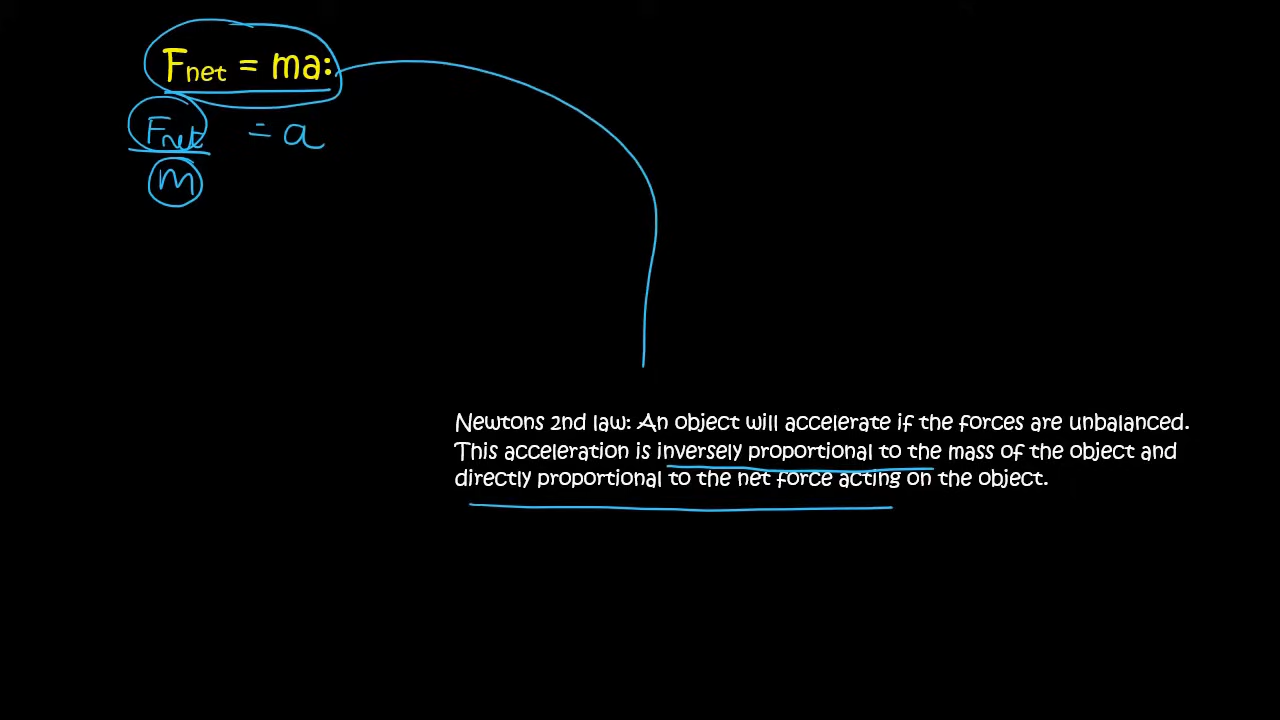 Fnet = ma:
Fnet = a
m
Newtons 2nd law: An object will accelerate if the forces are unbalanced.
This acceleration is inversely proportional to the mass of the object and
directly proportional to the net force acting on the object.